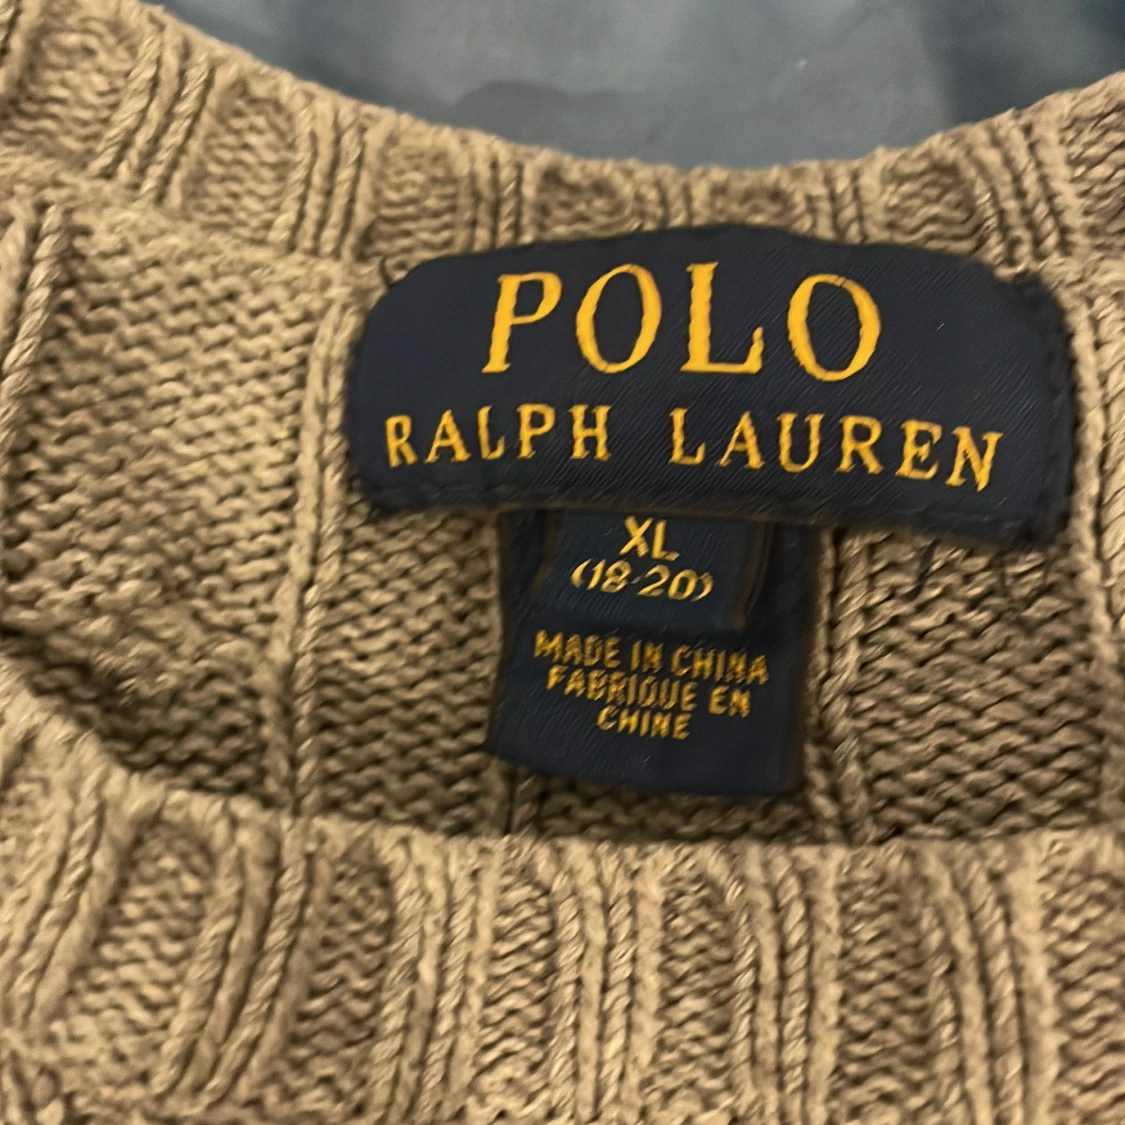 POLO
RALPH LAUREN
XL
(18-20)
MADE IN CHINA
FABRIQUE EN
CHINE